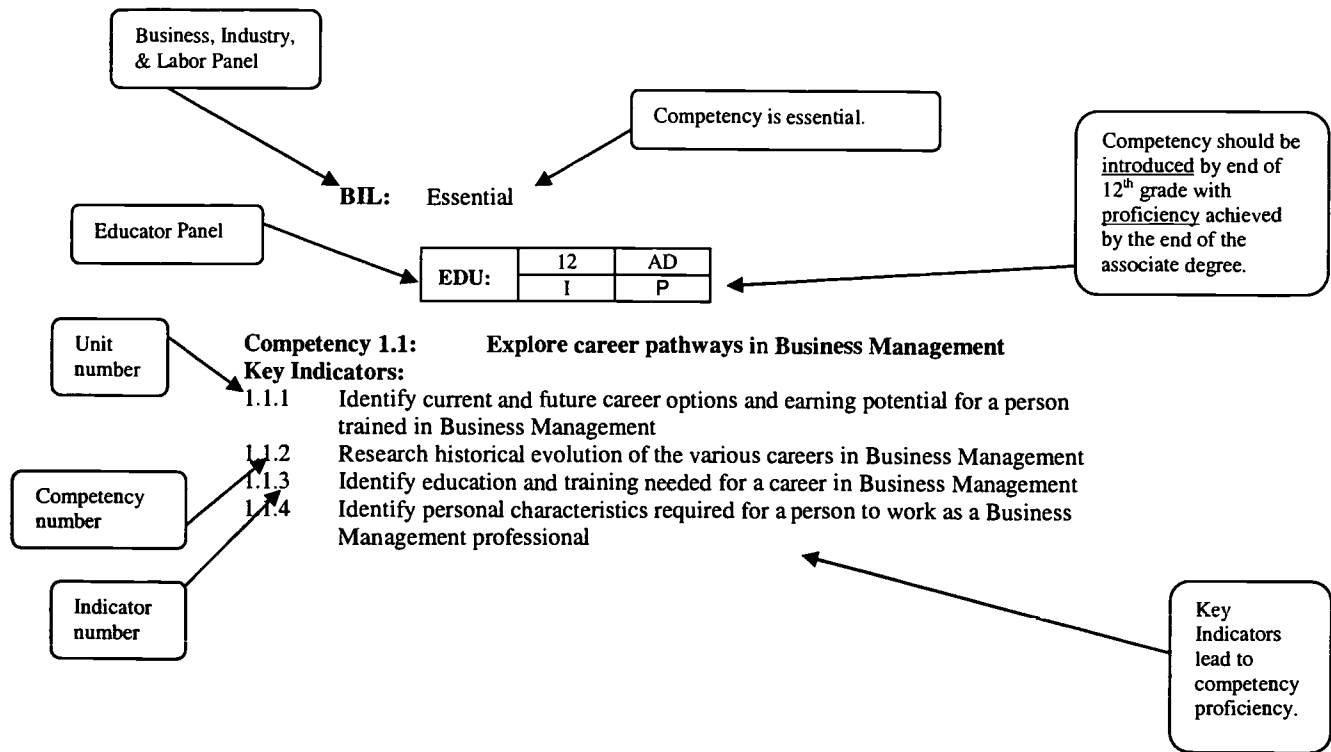 Business, Industry,
& Labor Panel
Competency is essential.
Competency should be
introduced by end of
12th grade with
proficiency achieved
by the end of the
associate degree.
BIL: Essential
Educator Panel
EDU: 12 AD
I P
Unit
number
Competency 1.1: Explore career pathways in Business Management
Key Indicators:
1.1.1 Identify current and future career options and earning potential for a person
trained in Business Management
1.1.2 Research historical evolution of the various careers in Business Management
1.1.3 Identify education and training needed for a career in Business Management
1.1.4 Identify personal characteristics required for a person to work as a Business
Management professional
Competency
number
Indicator
number
Key
Indicators
lead to
competency
proficiency.